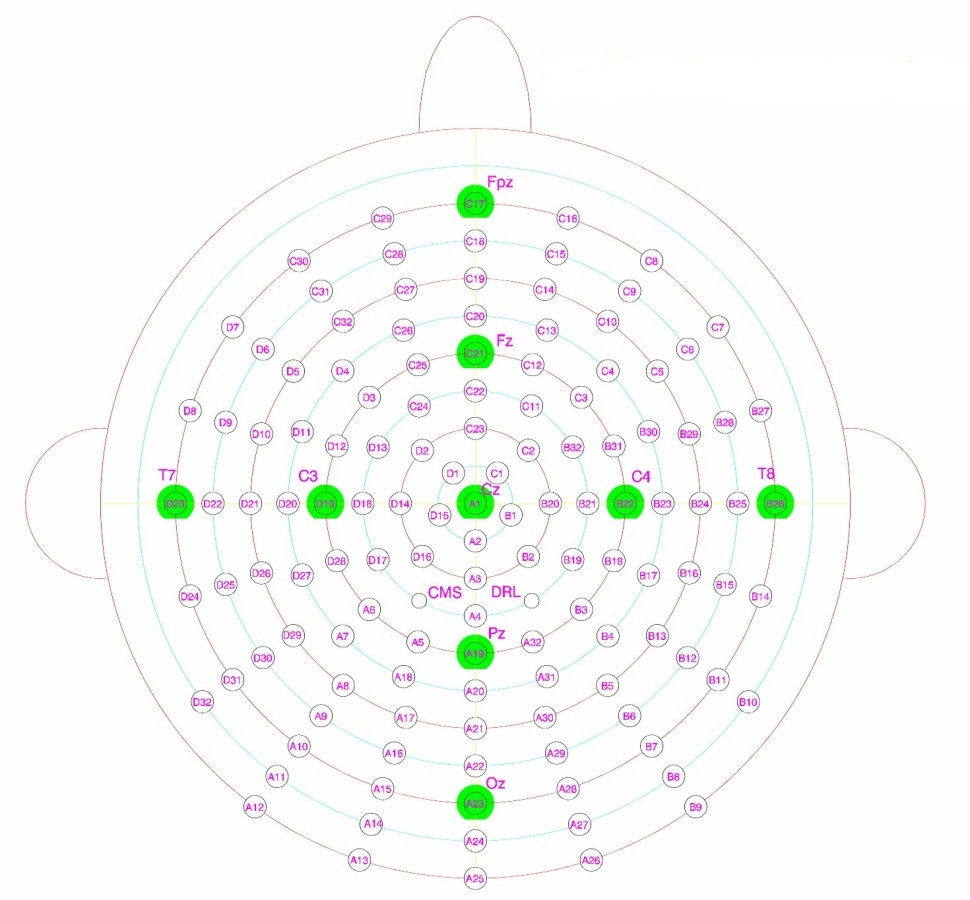 Fpz
C17
C29 C16
C18
C28 C15
C30 C8
C19
C27 C14
C31 C9
C20
C32 C10
D7 C26 C13 C7
Fz
D6 C21 C6
C25 C12
D5 D4 C4 C5
C22
D3 C3
C24 C11
D8 B27
D9 C23 B28
D11 B30
D10 B29
D12 D13 B32 B31
D2 C2
D1 C1
T7 C3 Cz C4 T8
D23 D22 D21 D20 D19 D18 D14 A1 B20 B21 B22 B23 B24 B25 B26
D15 B1
A2
D16 B2
D28 D17 B19 B18
D26 D27 A3 B17 B16
D25 B15
CMS DRL
D24 B14
A6 A4 B3
Pz
D29 A7 A5 A32 B4 B13
D30 A19 B12
D31 A18 A31 B11
A8 A20 B5
D32 B10
A9 A17 A30 B6
A21
A10 B7
A16 A29
A22
A11 B8
Oz
A15 A28
A12 A23 B9
A14 A27
A24
A13 A26
A25